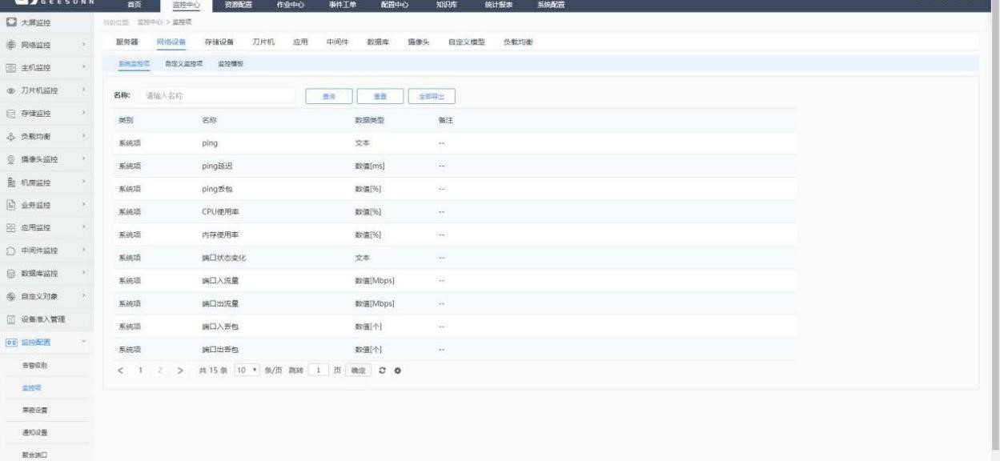 GEESUNN 首页 监控中心 资源配置 作业中心 事件工单 配置中心 知识库 统计报表 系统配置
当前位置: 监控中心 > 监控项
大屏监控
网络监控
主机监控
刀片机监控
存储监控
负载均衡
摄像头监控
机房监控
业务监控
应用监控
中间件监控
数据库监控
自定义对象
设备准入管理
监控配置
告警级别
监控项
屏蔽设置
通知设置
聚合端口
服务器 网络设备 存储设备 刀片机 应用 中间件 数据库 摄像头 自定义模型 负载均衡
系统监控项 自定义监控项 监控模板
名称: 请输入名称 查询 重置 全部导出
类别 名称 数据类型 备注
系统项 ping 文本 --
系统项 ping延迟 数值[ms] --
系统项 ping丢包 数值[%] --
系统项 CPU使用率 数值[%] --
系统项 内存使用率 数值[%] --
系统项 端口状态变化 文本 --
系统项 端口入流量 数值[Mbps] --
系统项 端口出流量 数值[Mbps] --
系统项 端口入丢包 数值[个] --
系统项 端口出丢包 数值[个] --
< 1 2 > 共 15 条 10 条/页 跳转 1 页 确定